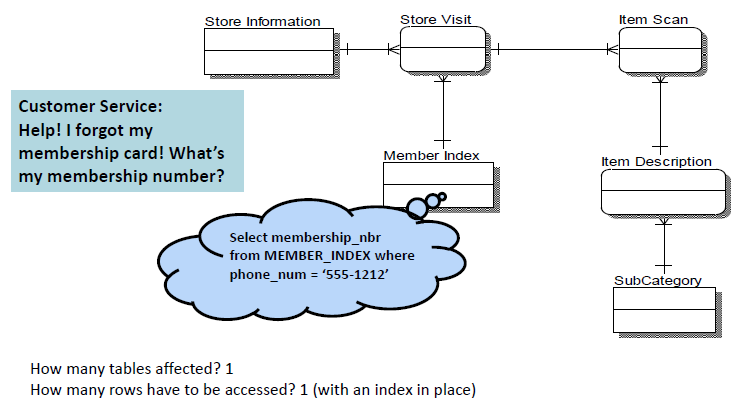 Store Information
Store Visit
Item Scan
Customer Service:
Help! I forgot my
membership card! What's
my membership number?
Member Index
Item Description
Select membership_nbr
from MEMBER_INDEX where
phone_num = ‘555-1212’
SubCategory
How many tables affected? 1
How many rows have to be accessed? 1 (with an index in place)